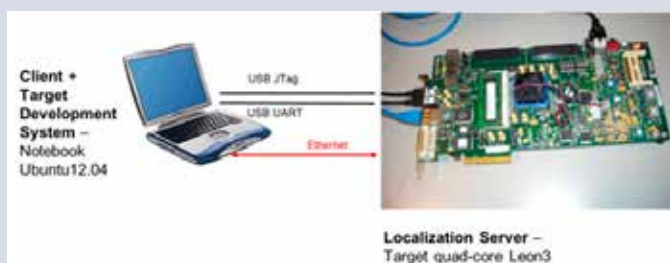 Client +
Target
Development
System –
Notebook
Ubuntu12.04
USB JTag
USB UART
Ethernet
Localization Server –
Target quad-core Leon3